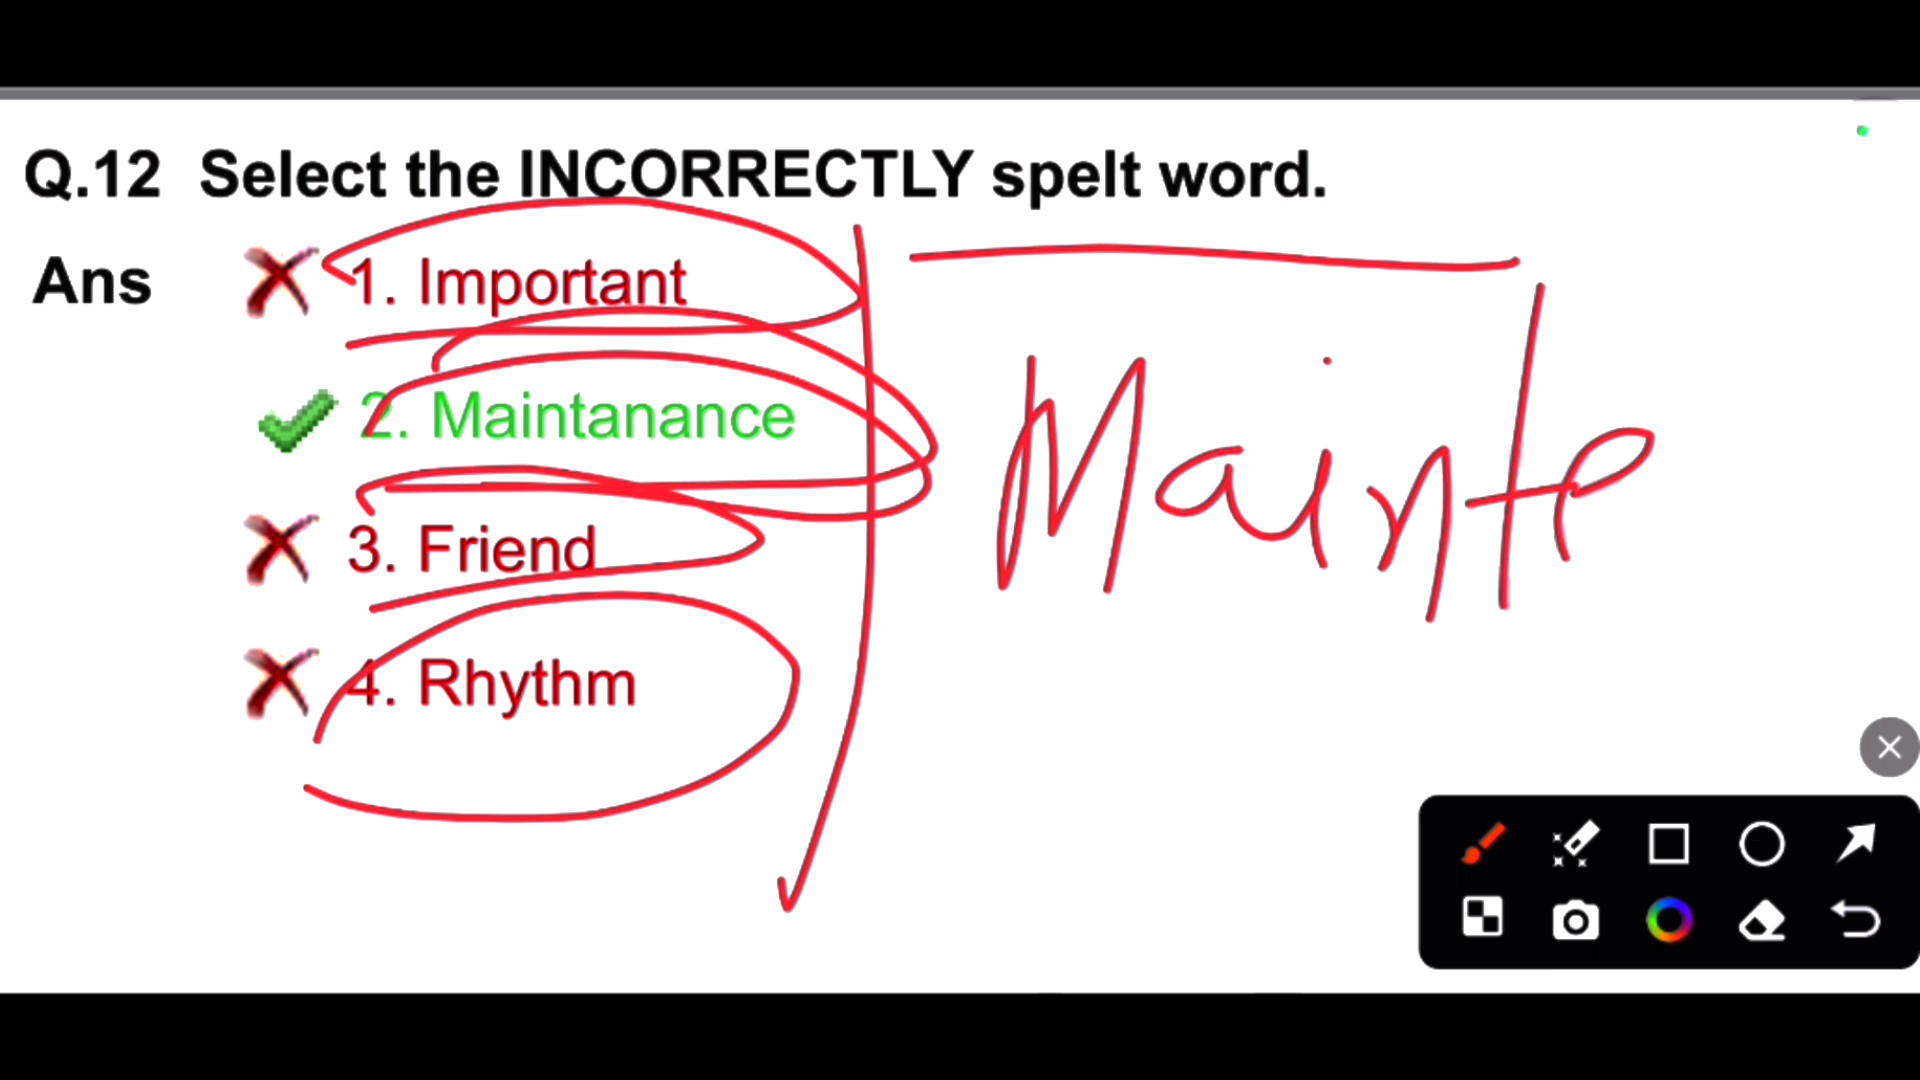 Q.12 Select the INCORRECTLY spelt word.
Ans 1. Important
2. Maintanance
3. Friend
4. Rhythm
Mainte